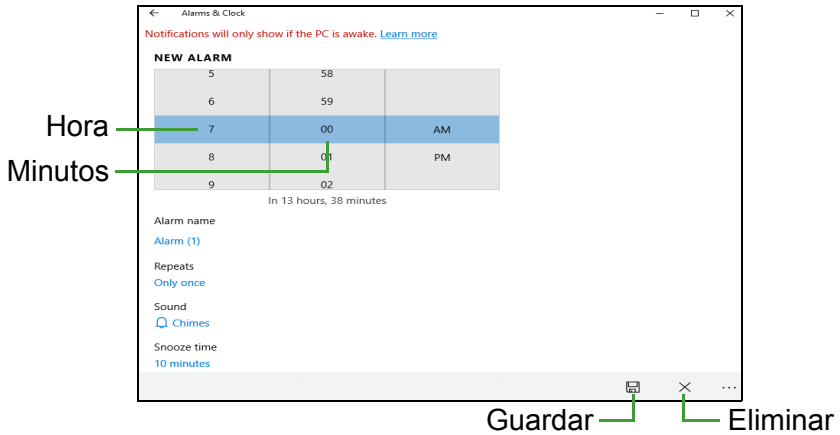 Alarms & Clock
Notifications will only show if the PC is awake. Learn more
NEW ALARM
5 58
6 59
Hora 7 00 AM
Minutos 8 01 PM
9 02
In 13 hours, 38 minutes
Alarm name
Alarm (1)
Repeats
Only once
Sound
Chimes
Snooze time
10 minutes
Guardar Eliminar